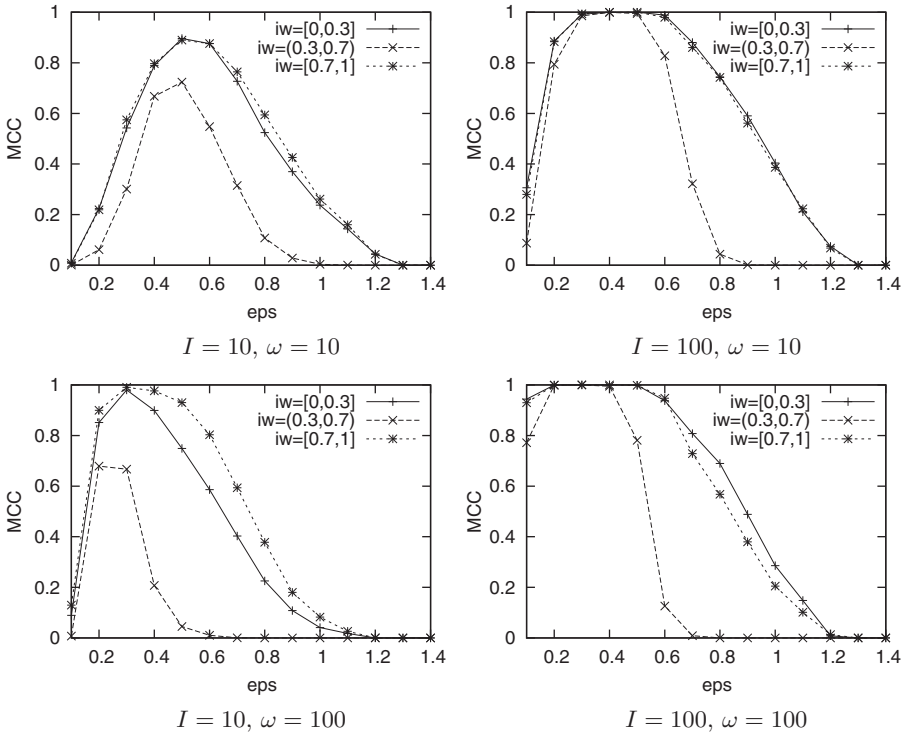 1
0.8
0.6
0.4
0.2
0
MCC
0.2 0.4 0.6 0.8 1 1.2 1.4
eps
iw=[0,0.3]
iw=(0.3,0.7)
iw=[0.7,1]
I = 10, ω = 10
1
0.8
0.6
0.4
0.2
0
MCC
0.2 0.4 0.6 0.8 1 1.2 1.4
eps
iw=[0,0.3]
iw=(0.3,0.7)
iw=[0.7,1]
I = 100, ω = 10
1
0.8
0.6
0.4
0.2
0
MCC
0.2 0.4 0.6 0.8 1 1.2 1.4
eps
iw=[0,0.3]
iw=(0.3,0.7)
iw=[0.7,1]
I = 10, ω = 100
1
0.8
0.6
0.4
0.2
0
MCC
0.2 0.4 0.6 0.8 1 1.2 1.4
eps
iw=[0,0.3]
iw=(0.3,0.7)
iw=[0.7,1]
I = 100, ω = 100